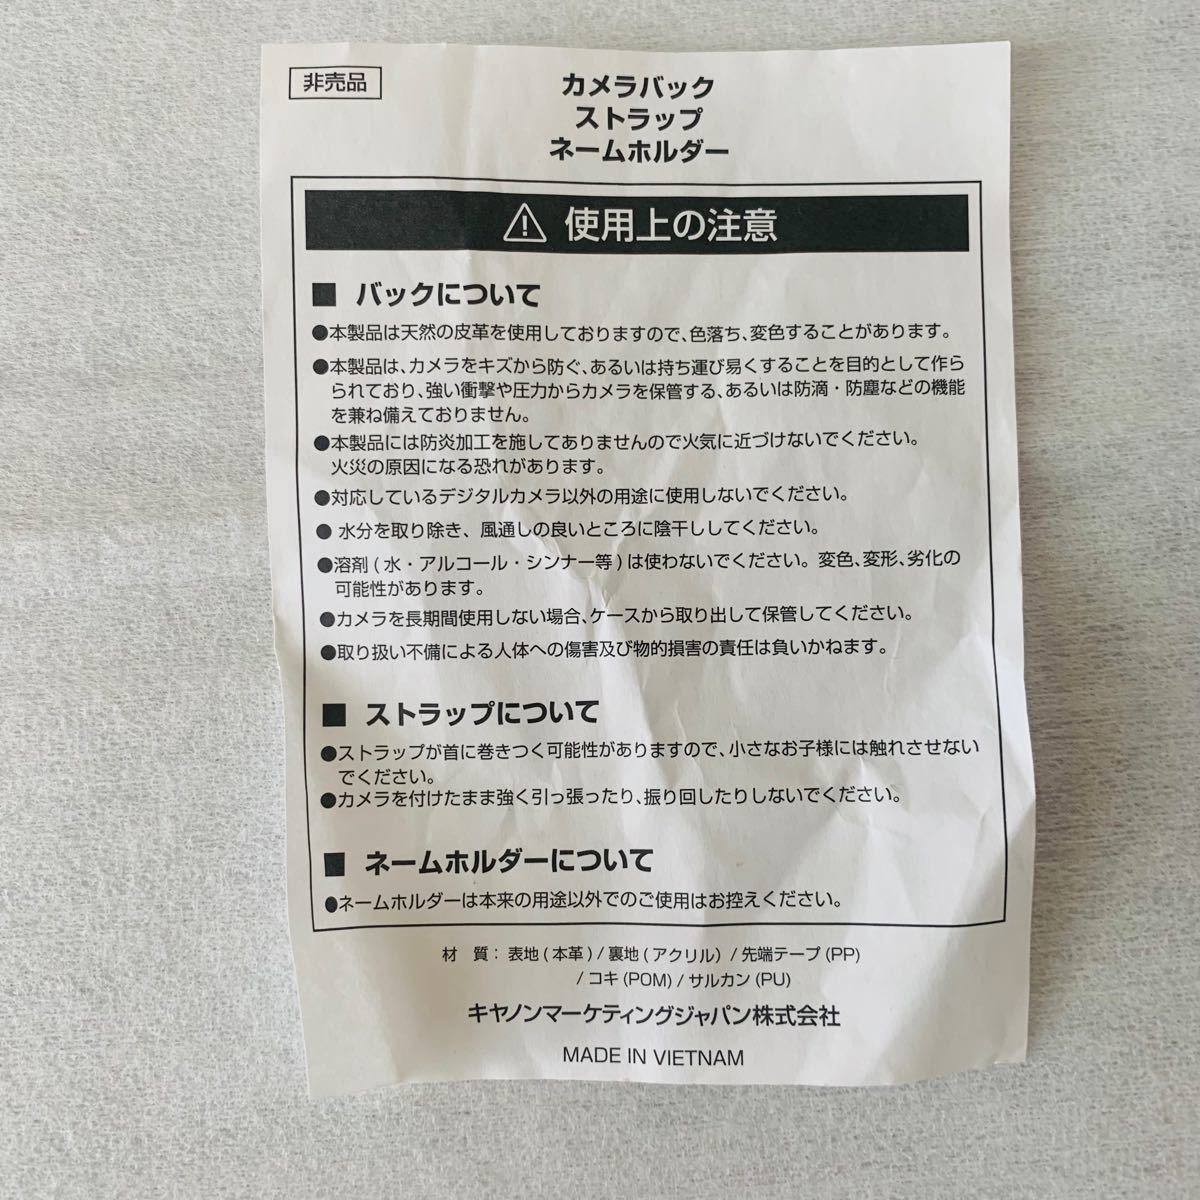 非売品
カメラバック
ストラップ
ネームホルダー
⚠ 使用上の注意
■ バックについて
●本製品は天然の皮革を使用しておりますので、色落ち、変色することがあります。
●本製品は、カメラをキズから防ぐ、あるいは持ち運び易くすることを目的として作ら
られており、強い衝撃や圧力からカメラを保管する、あるいは防滴・防塵などの機能
を兼ね備えておりません。
●本製品には防炎加工を施してありませんので火気に近づけないでください。
火災の原因になる恐れがあります。
●対応しているデジタルカメラ以外の用途に使用しないでください。
● 水分を取り除き、風通しの良いところに陰干ししてください。
●溶剤(水・アルコール・シンナー等)は使わないでください。変色、変形、劣化の
可能性があります。
●カメラを長期間使用しない場合、ケースから取り出して保管してください。
●取り扱い不備による人体への傷害及び物的損害の責任は負いかねます。
■ ストラップについて
●ストラップが首に巻きつく可能性がありますので、小さなお子様には触れさせない
でください。
●カメラを付けたまま強く引っ張ったり、振り回したりしないでください。
■ ネームホルダーについて
●ネームホルダーは本来の用途以外でのご使用はお控えください。
材 質：表地(本革)/裏地(アクリル)/先端テープ(PP)
/コキ(POM)/サルカン(PU)
キヤノンマーケティングジャパン株式会社
MADE IN VIETNAM